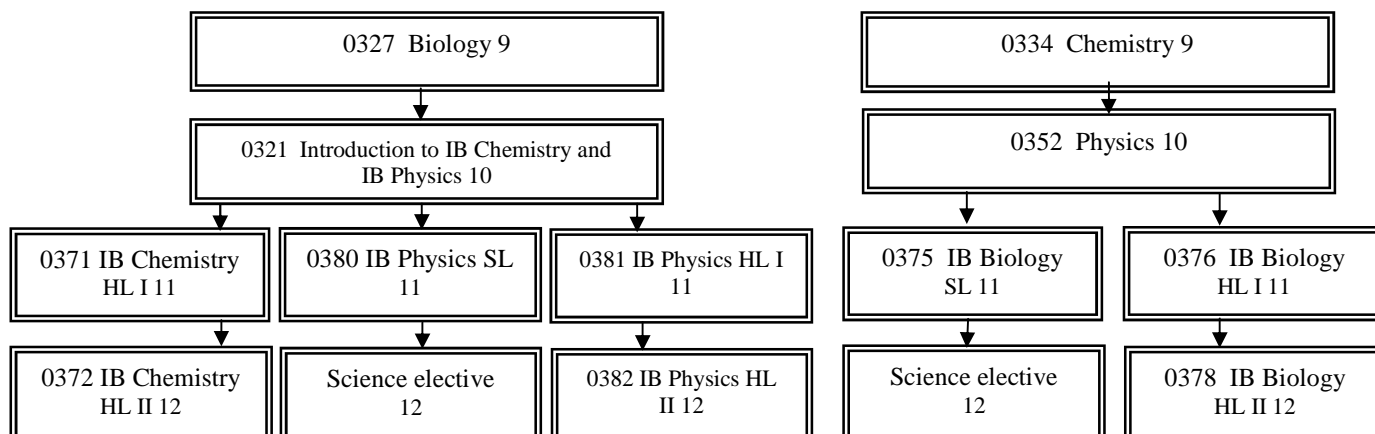 0327 Biology 9
0334 Chemistry 9
0321 Introduction to IB Chemistry and
IB Physics 10
0352 Physics 10
0371 IB Chemistry
HL I 11
0380 IB Physics SL
11
0381 IB Physics HL I
11
0375 IB Biology
SL 11
0376 IB Biology
HL I 11
0372 IB Chemistry
HL II 12
Science elective
12
0382 IB Physics HL
II 12
Science elective
12
0378 IB Biology
HL II 12